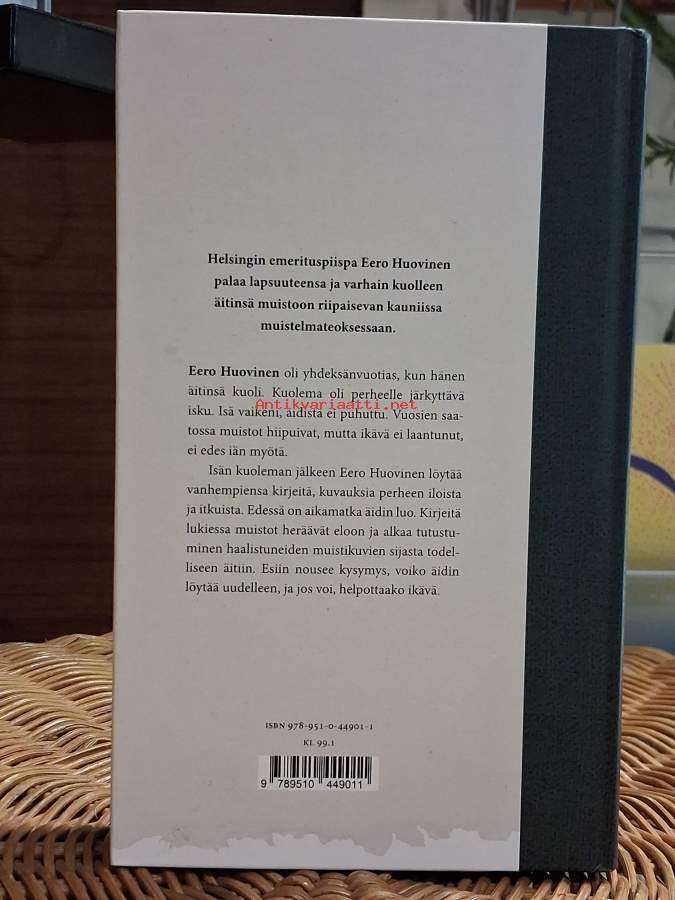 Helsingin emerituspiispa Eero Huovinen
palaa lapsuuteensa ja varhain kuolleen
äitinsä muistoon riipaisevan kauniissa
muistelmateoksessaan.
Eero Huovinen oli yhdeksänvuotias, kun hänen
äitinsä kuoli. Kuolema oli perheelle järkyttävä
Antikvariaatti.net
isku. Isä vaikeni, äidistä ei puhuttu. Vuosien saa-
tossa muistot hiipuivat, mutta ikävä ei laantunut,
ei edes iän myötä.
Isän kuoleman jälkeen Eero Huovinen löytää
vanhempiensa kirjeitä, kuvauksia perheen iloista
ja itkuista. Edessä on aikamatka äidin luo. Kirjeitä
lukiessa muistot heräävät eloon ja alkaa tutustu-
minen haalistuneiden muistikuvien sijasta todel-
liseen äitiin. Esiin nousee kysymys, voiko äidin
löytää uudelleen, ja jos voi, helpottaako ikävä.
ISBN 978-951-0-44901-1
KL 99.1
9 789510 449011